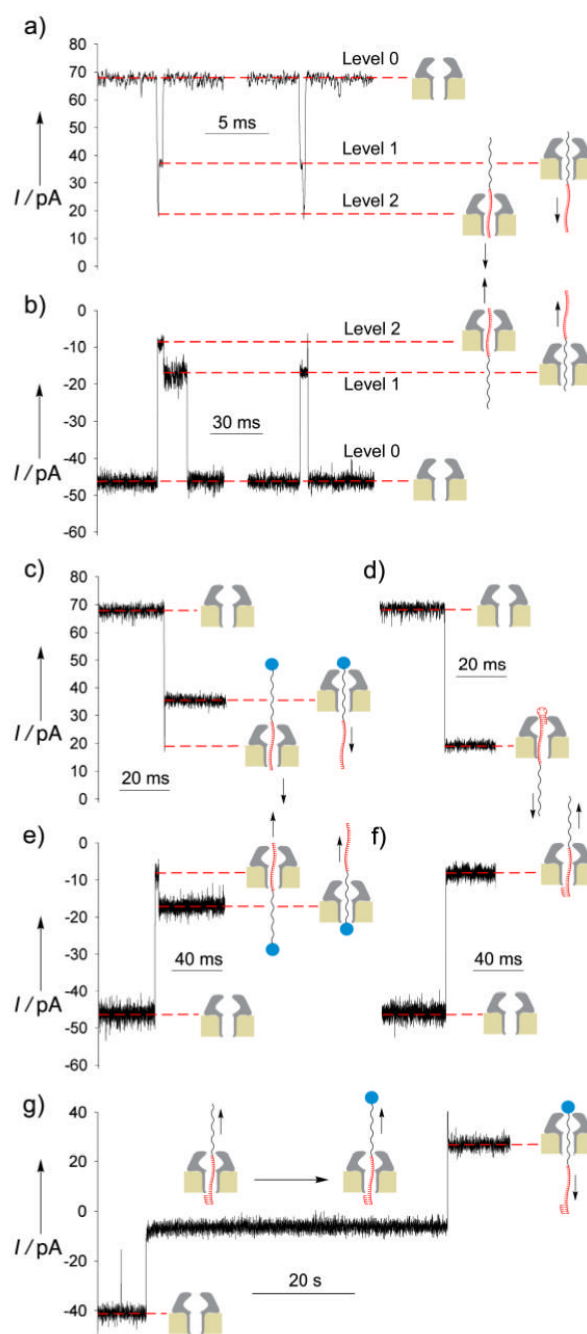 a)
80
70
60
50
40
30
20
10
0
I / pA
Level 0
5 ms
Level 1
Level 2
b)
0
-10
-20
-30
-40
-50
-60
I / pA
Level 2
Level 1
30 ms
Level 0
c)
80
70
60
50
40
30
20
10
0
I / pA
20 ms
d)
20 ms
e)
0
-10
-20
-30
-40
-50
-60
I / pA
40 ms
f)
40 ms
g)
40
20
0
-20
-40
I / pA
20 s